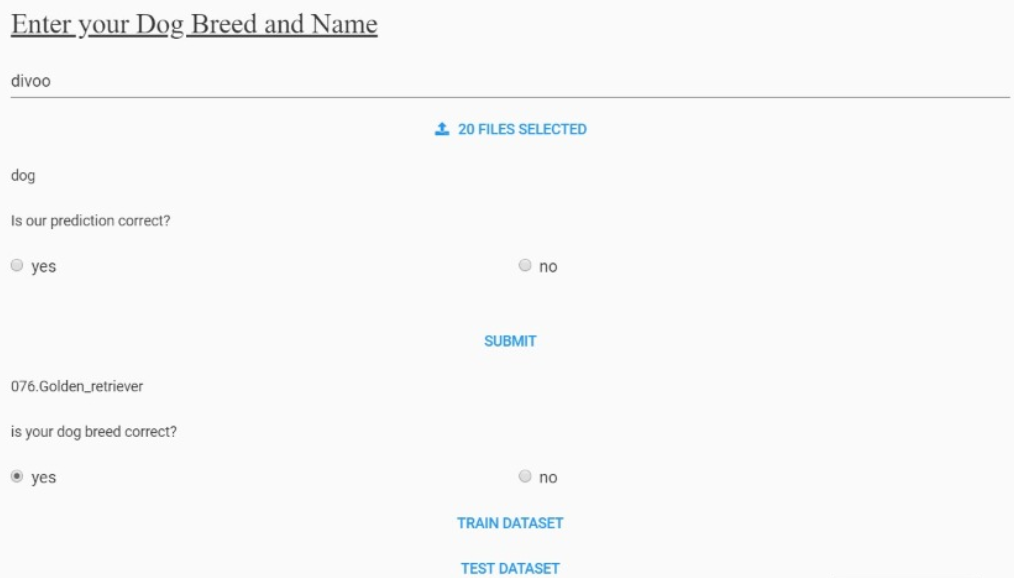 Enter your Dog Breed and Name
divoo
20 FILES SELECTED
dog
Is our prediction correct?
yes no
SUBMIT
076.Golden_retriever
is your dog breed correct?
yes no
TRAIN DATASET
TEST DATASET